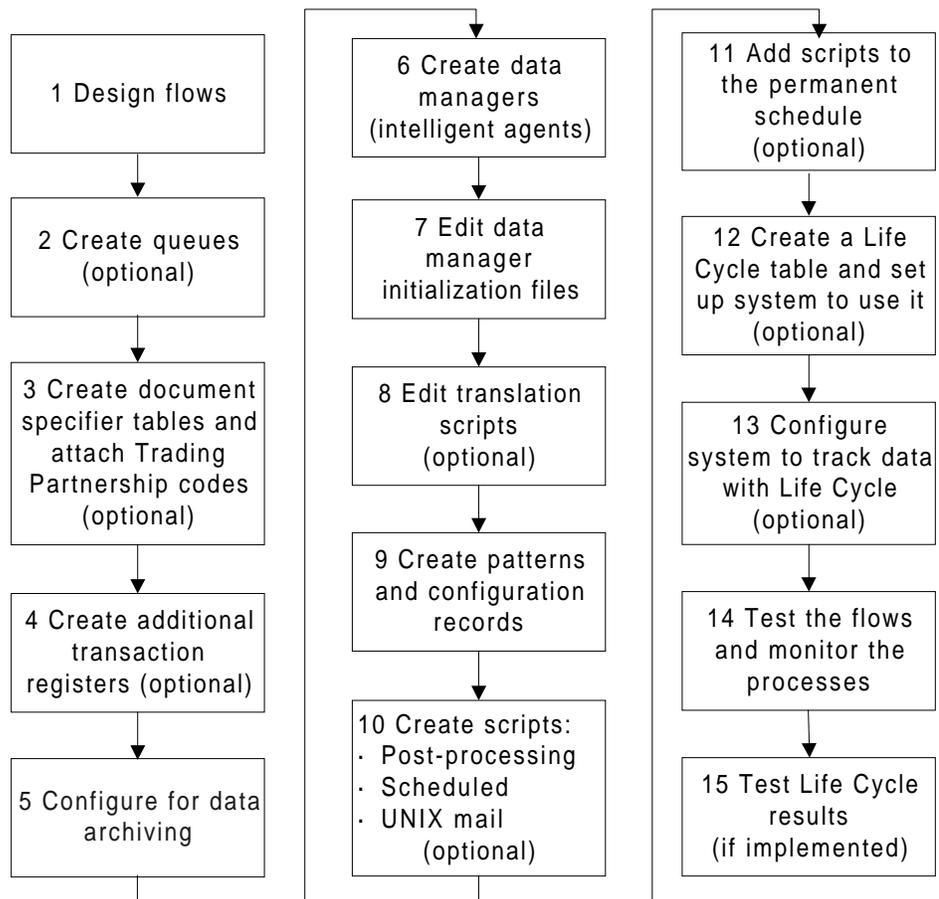 1 Design flows
2 Create queues
(optional)
3 Create document
specifier tables and
attach Trading
Partnership codes
(optional)
4 Create additional
transaction
registers (optional)
5 Configure for data
archiving
6 Create data
managers
(intelligent agents)
7 Edit data
manager
initialization files
8 Edit translation
scripts
(optional)
9 Create patterns
and configuration
records
10 Create scripts:
· Post-processing
· Scheduled
· UNIX mail
(optional)
11 Add scripts to
the permanent
schedule
(optional)
12 Create a Life
Cycle table and set
up system to use it
(optional)
13 Configure
system to track data
with Life Cycle
(optional)
14 Test the flows
and monitor the
processes
15 Test Life Cycle
results
(if implemented)